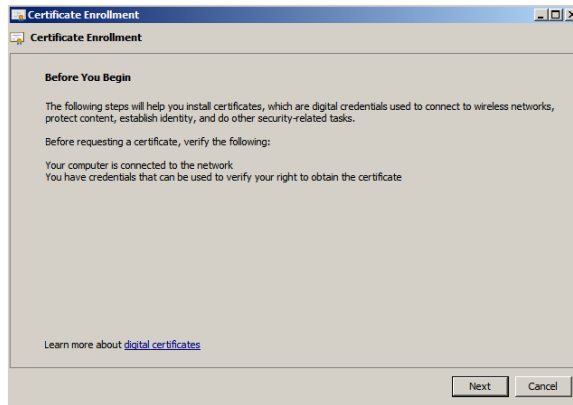 Certificate Enrollment
Certificate Enrollment
Before You Begin
The following steps will help you install certificates, which are digital credentials used to connect to wireless networks,
protect content, establish identity, and do other security-related tasks.
Before requesting a certificate, verify the following:
Your computer is connected to the network
You have credentials that can be used to verify your right to obtain the certificate
Learn more about digital certificates
Next Cancel